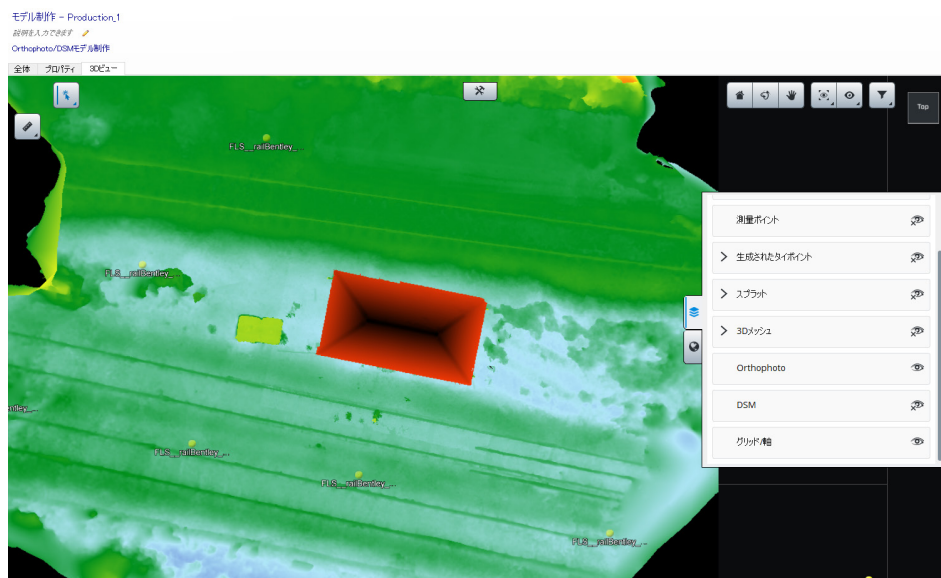 モデル制作 - Production_1
説明を入力できます
Orthophoto/DSMモデル制作
全体 プロパティ 3Dビュー
Top
FLS__railBentley_...
測量ポイント
生成されたタイポイント
FLS__railBentley_...
スプラット
3Dメッシュ
Orthophoto
DSM
グリッド/軸
FLS__railBentley_...
FLS__railBentley_...
FLS__railBentley_...